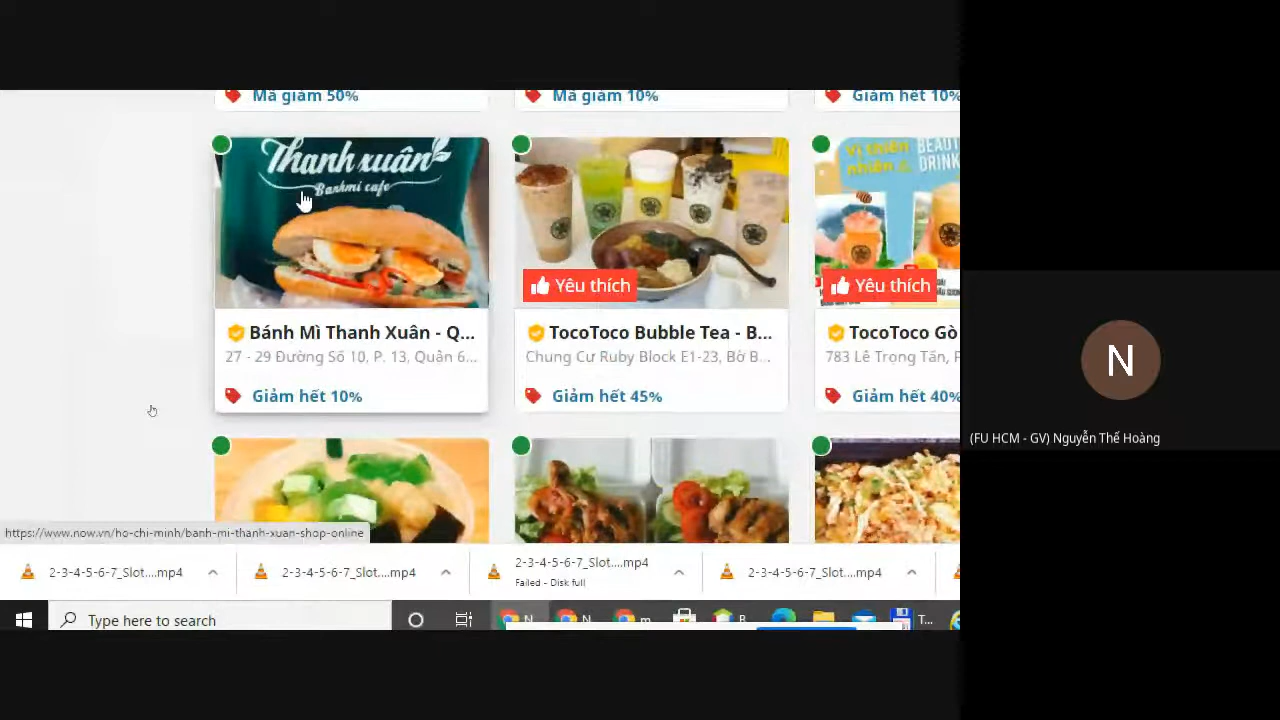 Mã giảm 50%
Mã giảm 10%
Giảm hết 10%
Thanh xuân
Banhmi cafe
Vị thiên
nhiên
BEAUT
DRINK
Yêu thích
Yêu thích
Bánh Mì Thanh Xuân - Q...
TocoToco Bubble Tea - B...
TocoToco Gò
27 - 29 Đường Số 10, P. 13, Quận 6...
Chung Cư Ruby Block E1-23, Bờ B...
783 Lê Trọng Tấn, P
Giảm hết 10%
Giảm hết 45%
Giảm hết 40%
N
(FU HCM - GV) Nguyễn Thế Hoàng
https://www.now.vn/ho-chi-minh/banh-mi-thanh-xuan-shop-online
2-3-4-5-6-7_Slot....mp4
2-3-4-5-6-7_Slot....mp4
2-3-4-5-6-7_Slot....mp4
Failed - Disk full
2-3-4-5-6-7_Slot....mp4
Type here to search
N
N
m
B
T...